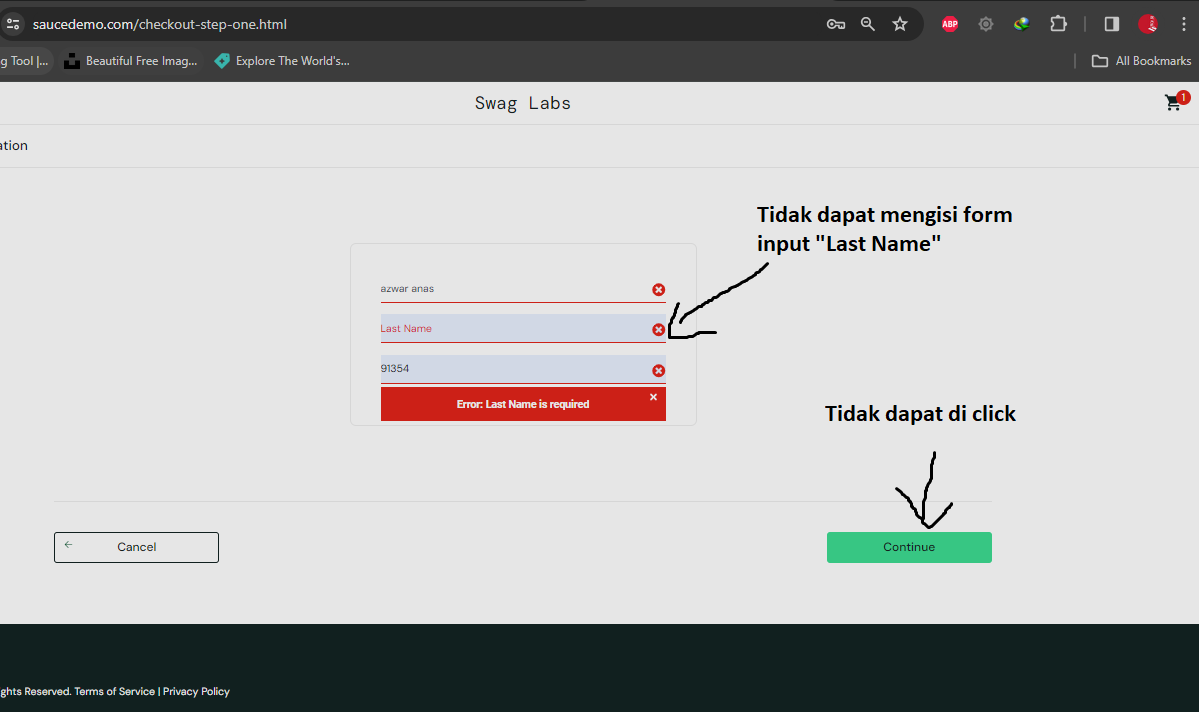 saucedemo.com/checkout-step-one.html
ABP
g Tool |...
Beautiful Free Imag...
Explore The World's...
All Bookmarks
Swag Labs
1
ation
Tidak dapat mengisi form
input "Last Name"
azwar anas
Last Name
91354
Error: Last Name is required
Tidak dapat di click
Cancel
Continue
ghts Reserved. Terms of Service | Privacy Policy